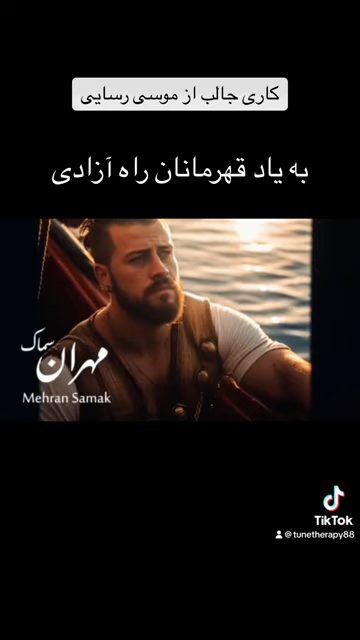 کاری جالب از موسی رسایی
به یاد قهرمانان راه آزادی
مهران سماک
Mehran Samak
TikTok
@tunetherapy88